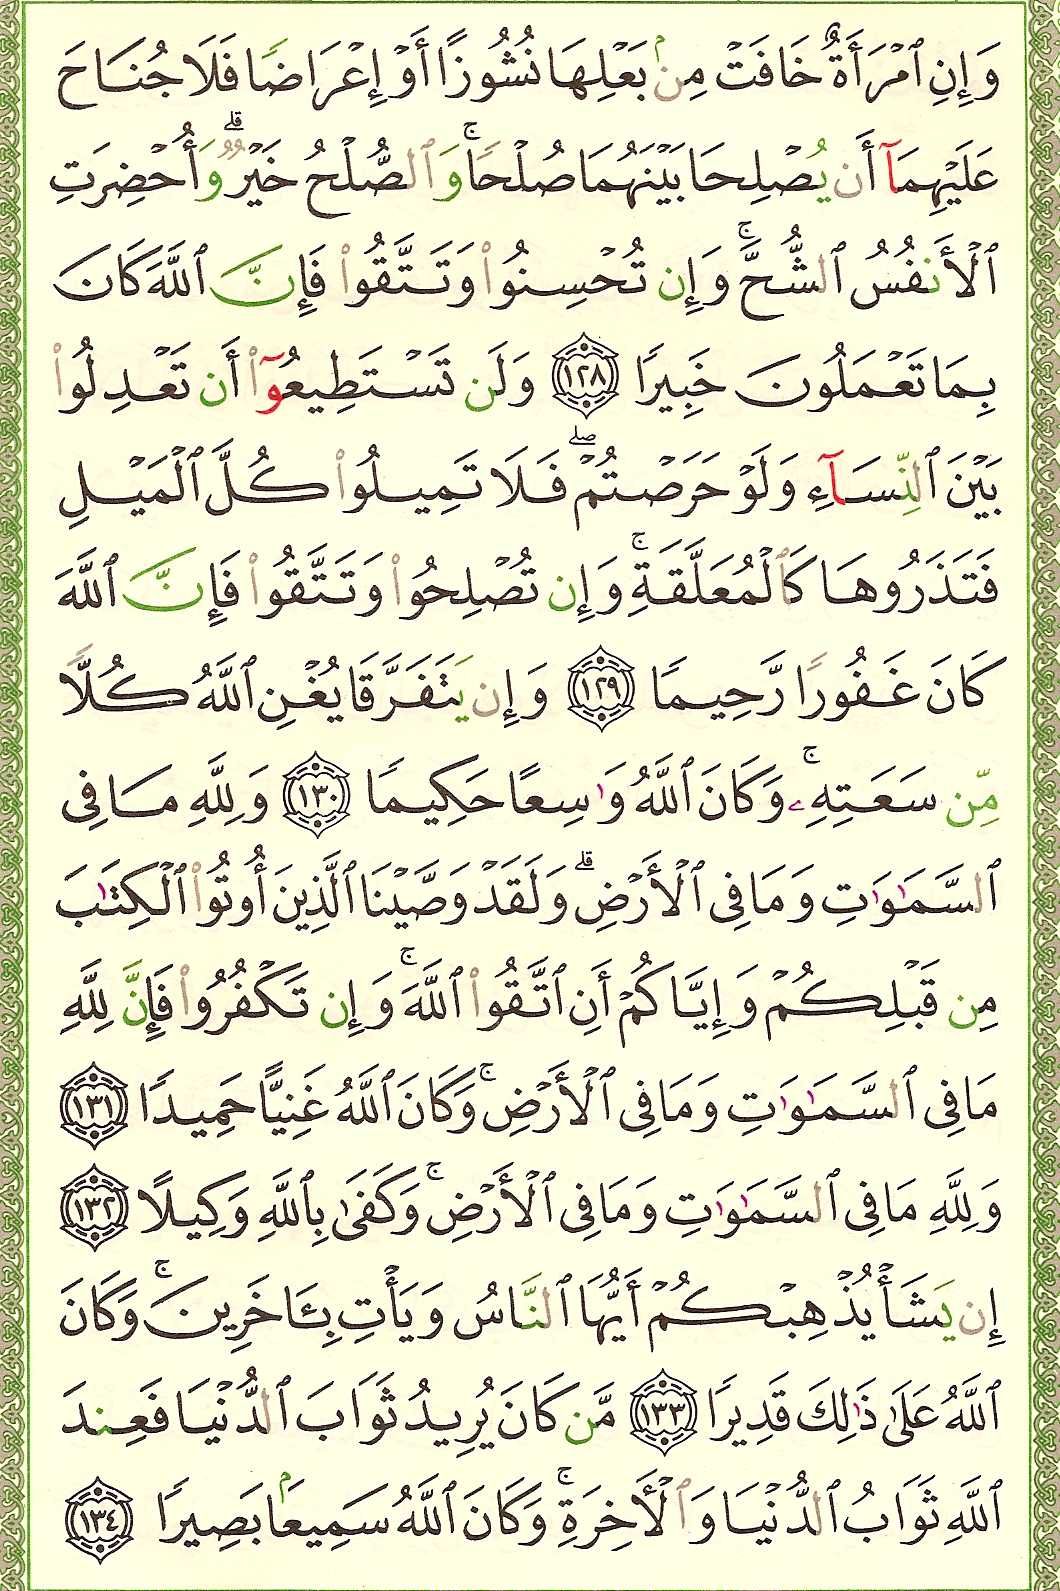 وَإِنِ ٱمْرَأَةٌ خَافَتْ مِنۢ بَعْلِهَا نُشُوزًا أَوْ إِعْرَاضًا فَلَا جُنَاحَ
عَلَيْهِمَآ أَن يُصْلِحَا بَيْنَهُمَا صُلْحًا ۚ وَٱلصُّلْحُ خَيْرٌ ۗ وَأُحْضِرَتِ
ٱلْأَنفُسُ ٱلشُّحَّ ۚ وَإِن تُحْسِنُوا۟ وَتَتَّقُوا۟ فَإِنَّ ٱللَّهَ كَانَ
بِمَا تَعْمَلُونَ خَبِيرًا ١٢٨ وَلَن تَسْتَطِيعُوٓا۟ أَن تَعْدِلُوا۟
بَيْنَ ٱلنِّسَآءِ وَلَوْ حَرَصْتُمْ ۖ فَلَا تَمِيلُوا۟ كُلَّ ٱلْمَيْلِ
فَتَذَرُوهَا كَٱلْمُعَلَّقَةِ ۚ وَإِن تُصْلِحُوا۟ وَتَتَّقُوا۟ فَإِنَّ ٱللَّهَ
كَانَ غَفُورًا رَّحِيمًا ١٢٩ وَإِن يَتَفَرَّقَا يُغْنِ ٱللَّهُ كُلًّا
مِّن سَعَتِهِۦ ۚ وَكَانَ ٱللَّهُ وَٰسِعًا حَكِيمًا ١٣٠ وَلِلَّهِ مَا فِى
ٱلسَّمَٰوَٰتِ وَمَا فِى ٱلْأَرْضِ ۗ وَلَقَدْ وَصَّيْنَا ٱلَّذِينَ أُوتُوا۟ ٱلْكِتَٰبَ
مِن قَبْلِكُمْ وَإِيَّاكُمْ أَنِ ٱتَّقُوا۟ ٱللَّهَ ۚ وَإِن تَكْفُرُوا۟ فَإِنَّ لِلَّهِ
مَا فِى ٱلسَّمَٰوَٰتِ وَمَا فِى ٱلْأَرْضِ ۚ وَكَانَ ٱللَّهُ غَنِيًّا حَمِيدًا ١٣١
وَلِلَّهِ مَا فِى ٱلسَّمَٰوَٰتِ وَمَا فِى ٱلْأَرْضِ ۚ وَكَفَىٰ بِٱللَّهِ وَكِيلًا ١٣٢
إِن يَشَأْ يُذْهِبْكُمْ أَيُّهَا ٱلنَّاسُ وَيَأْتِ بِـَٔاخَرِينَ ۚ وَكَانَ
ٱللَّهُ عَلَىٰ ذَٰلِكَ قَدِيرًا ١٣٣ مَّن كَانَ يُرِيدُ ثَوَابَ ٱلدُّنْيَا فَعِندَ
ٱللَّهِ ثَوَابُ ٱلدُّنْيَا وَٱلْـَٔاخِرَةِ ۚ وَكَانَ ٱللَّهُ سَمِيعًۢا بَصِيرًا ١٣٤